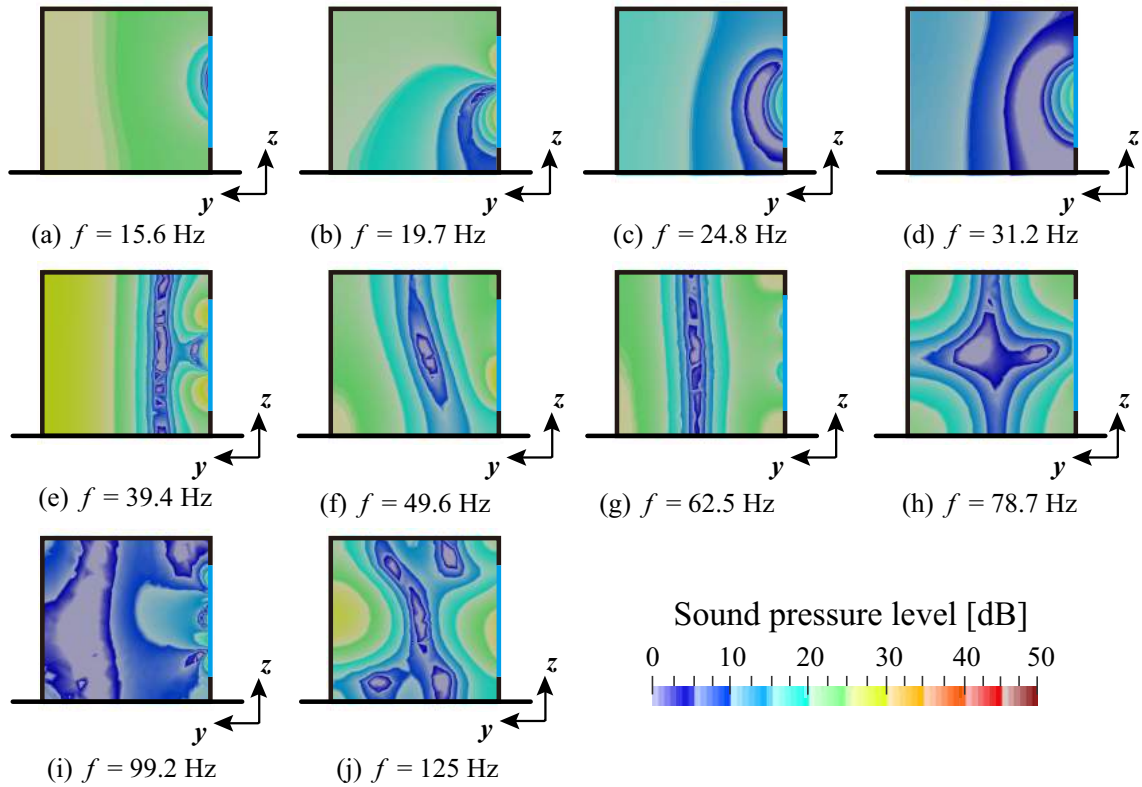 z
y
z
y
z
y
z
y
(a) f = 15.6 Hz
(b) f = 19.7 Hz
(c) f = 24.8 Hz
(d) f = 31.2 Hz
z
y
z
y
z
y
z
y
(e) f = 39.4 Hz
(f) f = 49.6 Hz
(g) f = 62.5 Hz
(h) f = 78.7 Hz
z
y
z
y
(i) f = 99.2 Hz
(j) f = 125 Hz
Sound pressure level [dB]
0 10 20 30 40 50